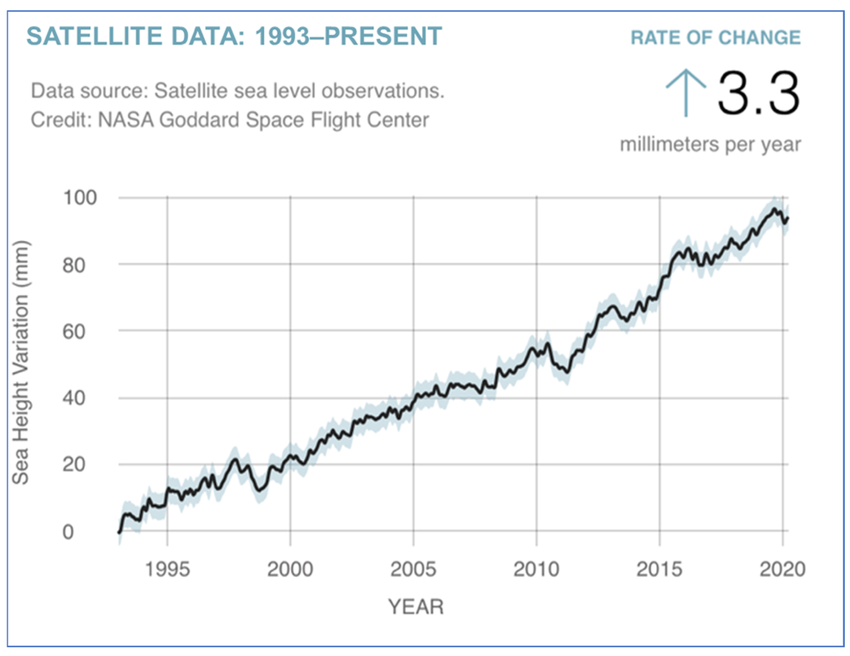 SATELLITE DATA: 1993–PRESENT
RATE OF CHANGE
Data source: Satellite sea level observations.
Credit: NASA Goddard Space Flight Center
↑ 3.3
millimeters per year
Sea Height Variation (mm)
100
80
60
40
20
0
1995 2000 2005 2010 2015 2020
YEAR